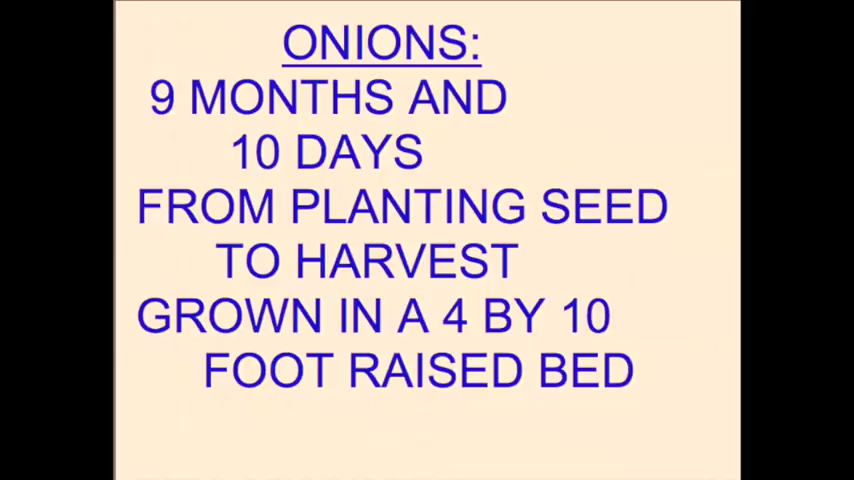 ONIONS:
9 MONTHS AND
10 DAYS
FROM PLANTING SEED
TO HARVEST
GROWN IN A 4 BY 10
FOOT RAISED BED